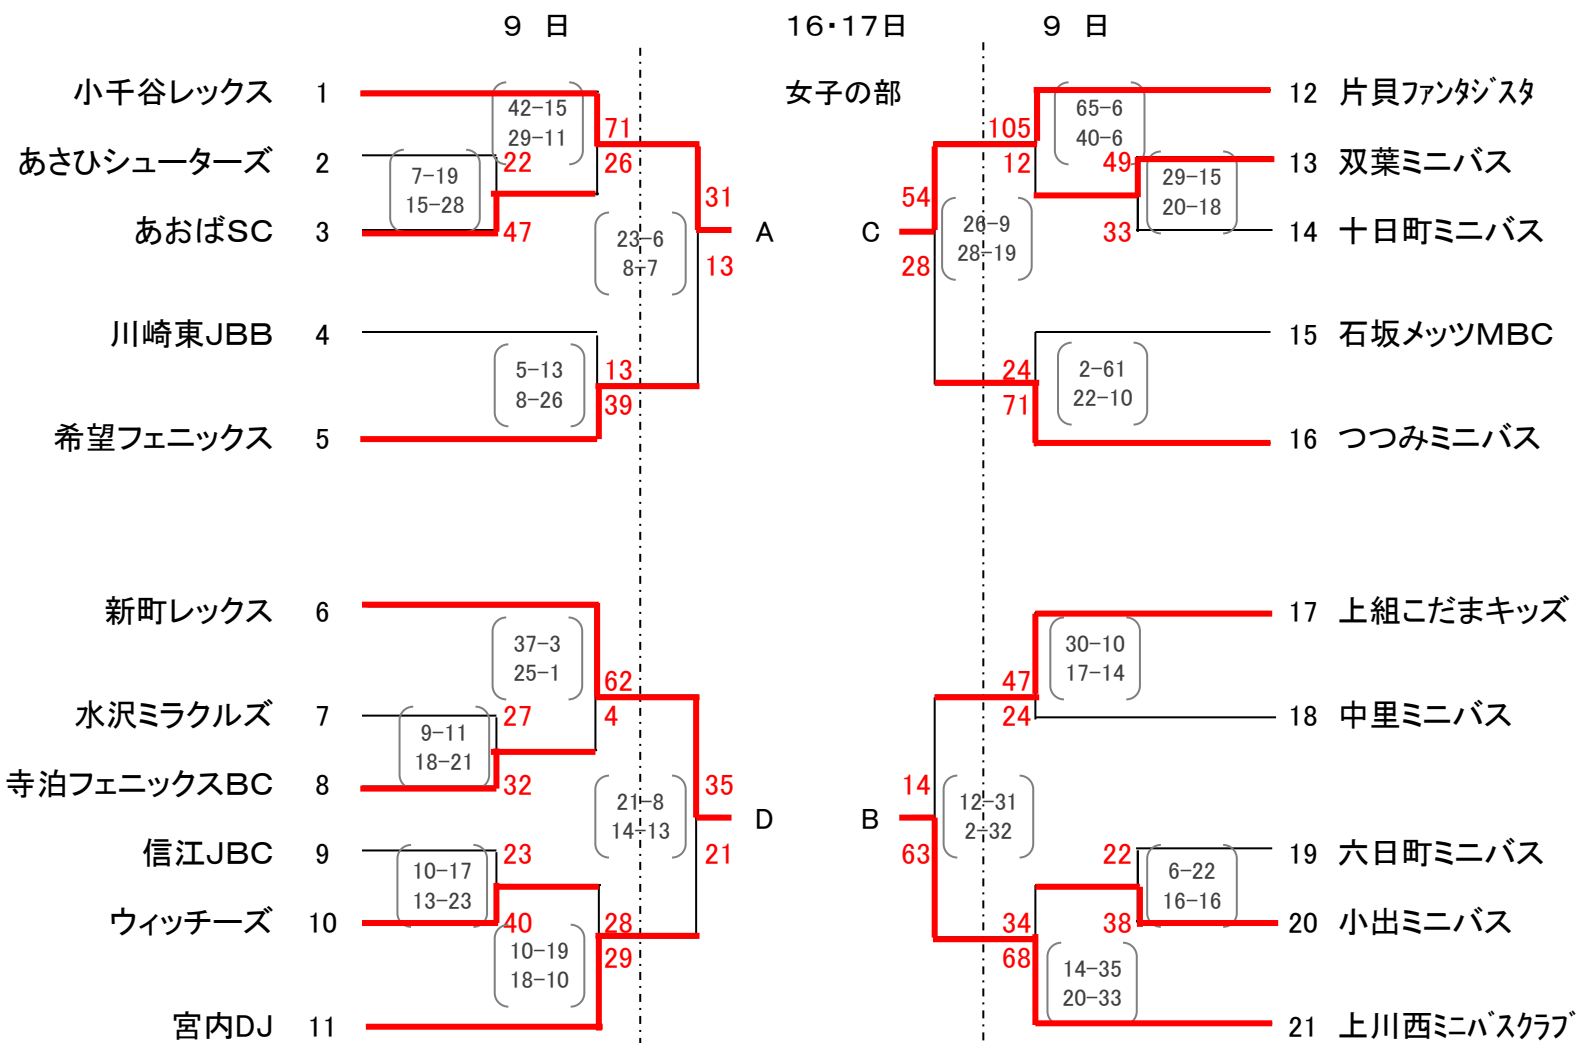 ９ 日 16・17日 ９ 日
女子の部
小千谷レックス 1
42-15
29-11
71
26
あさひシューターズ 2
22
7-19
15-28
あおばSC 3
47
31
A
13
23-6
8-7
川崎東JBB 4
5-13
8-26
13
39
希望フェニックス 5
新町レックス 6
37-3
25-1
62
4
水沢ミラクルズ 7
27
9-11
18-21
寺泊フェニックスBC 8
32
35
D
21
21-8
14-13
信江JBC 9
23
10-17
13-23
ウィッチーズ 10
40
28
29
10-19
18-10
宮内DJ 11
12 片貝ファンタジスタ
65-6
40-6
105
12
13 双葉ミニバス
49
29-15
20-18
14 十日町ミニバス
33
54
C
28
26-9
28-19
15 石坂メッツMBC
24
71
2-61
22-10
16 つつみミニバス
17 上組こだまキッズ
30-10
17-14
47
24
18 中里ミニバス
14
B
63
12-31
2-32
19 六日町ミニバス
22
6-22
16-16
20 小出ミニバス
38
34
68
14-35
20-33
21 上川西ミニバスクラブ